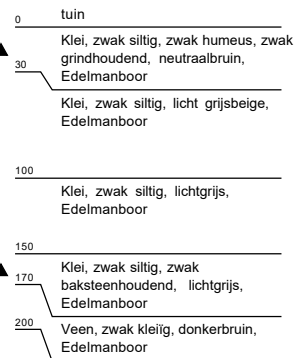 0 tuin
Klei, zwak siltig, zwak humeus, zwak
grindhoudend, neutraalbruin,
30
Edelmanboor
Klei, zwak siltig, licht grijsbeige,
Edelmanboor
100
Klei, zwak siltig, lichtgrijs,
Edelmanboor
150
Klei, zwak siltig, zwak
170
baksteenhoudend, lichtgrijs,
Edelmanboor
200
Veen, zwak kleiïg, donkerbruin,
Edelmanboor